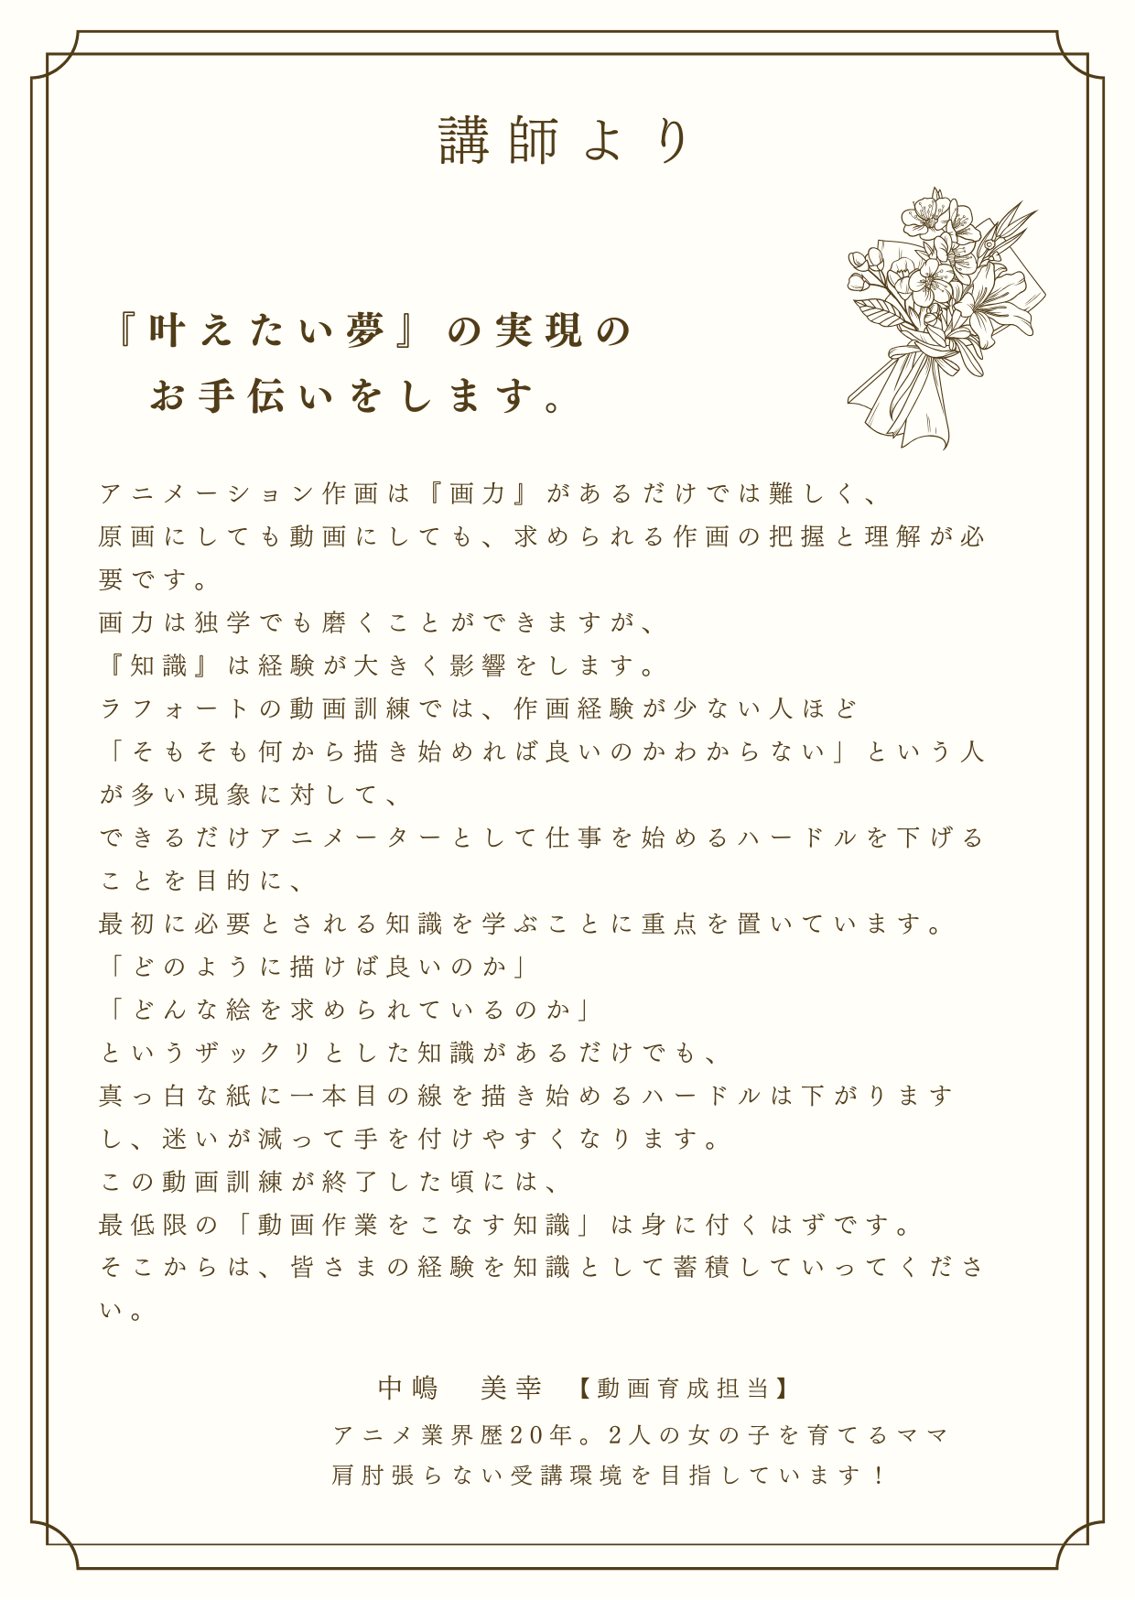 講師より
『叶えたい夢』の実現の
お手伝いをします。
アニメーション作画は『画力』があるだけでは難しく、
原画にしても動画にしても、求められる作画の把握と理解が必
要です。
画力は独学でも磨くことができますが、
『知識』は経験が大きく影響をします。
ラフォートの動画訓練では、作画経験が少ない人ほど
「そもそも何から描き始めれば良いのかわからない」という人
が多い現象に対して、
できるだけアニメーターとして仕事を始めるハードルを下げる
ことを目的に、
最初に必要とされる知識を学ぶことに重点を置いています。
「どのように描けば良いのか」
「どんな絵を求められているのか」
というザックリとした知識があるだけでも、
真っ白な紙に一本目の線を描き始めるハードルは下がります
し、迷いが減って手を付けやすくなります。
この動画訓練が終了した頃には、
最低限の「動画作業をこなす知識」は身に付くはずです。
そこからは、皆さまの経験を知識として蓄積していってくださ
い。
中嶋　美幸 【動画育成担当】
アニメ業界歴20年。2人の女の子を育てるママ
肩肘張らない受講環境を目指しています！